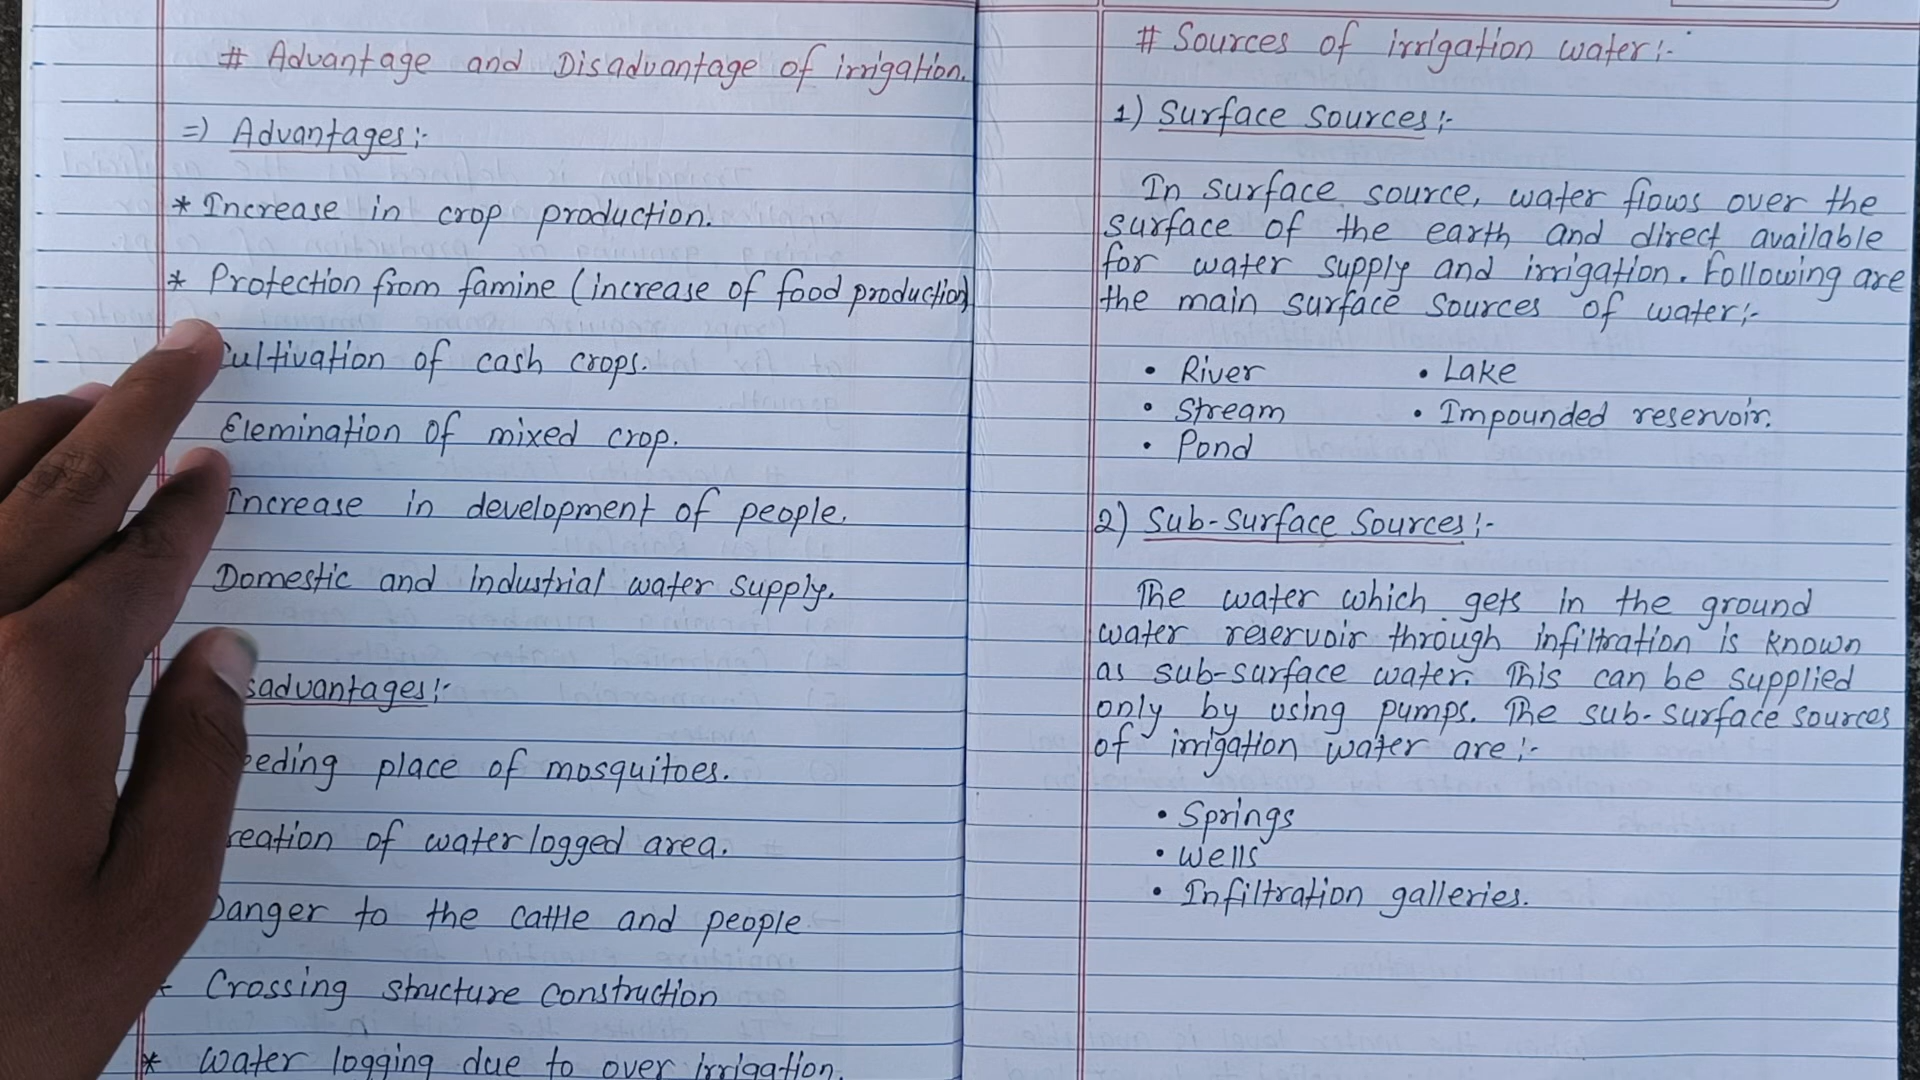 # Advantage and Disadvantage of irrigation.
=) Advantages:-
* Increase in crop production.
* Protection from famine (increase of food production)
Cultivation of cash crops.
Elemination of mixed crop.
Increase in development of people.
Domestic and industrial water supply.
sadvantages:-
eeding place of mosquitoes.
reation of water logged area.
Danger to the cattle and people
* Crossing structure construction
* Water logging due to over irrigation.
# Sources of irrigation water:-
1) Surface Sources:-
In surface source, water flows over the
surface of the earth and direct available
for water supply and irrigation. Following are
the main surface sources of water:-
• River • Lake
• Stream • Impounded reservoir.
• Pond
2) Sub-Surface Sources:-
The water which gets in the ground
water reservoir through infiltration is known
as sub-surface water. This can be supplied
only by using pumps. The sub-surface sources
of irrigation water are:-
• Springs
• Wells
• Infiltration galleries.